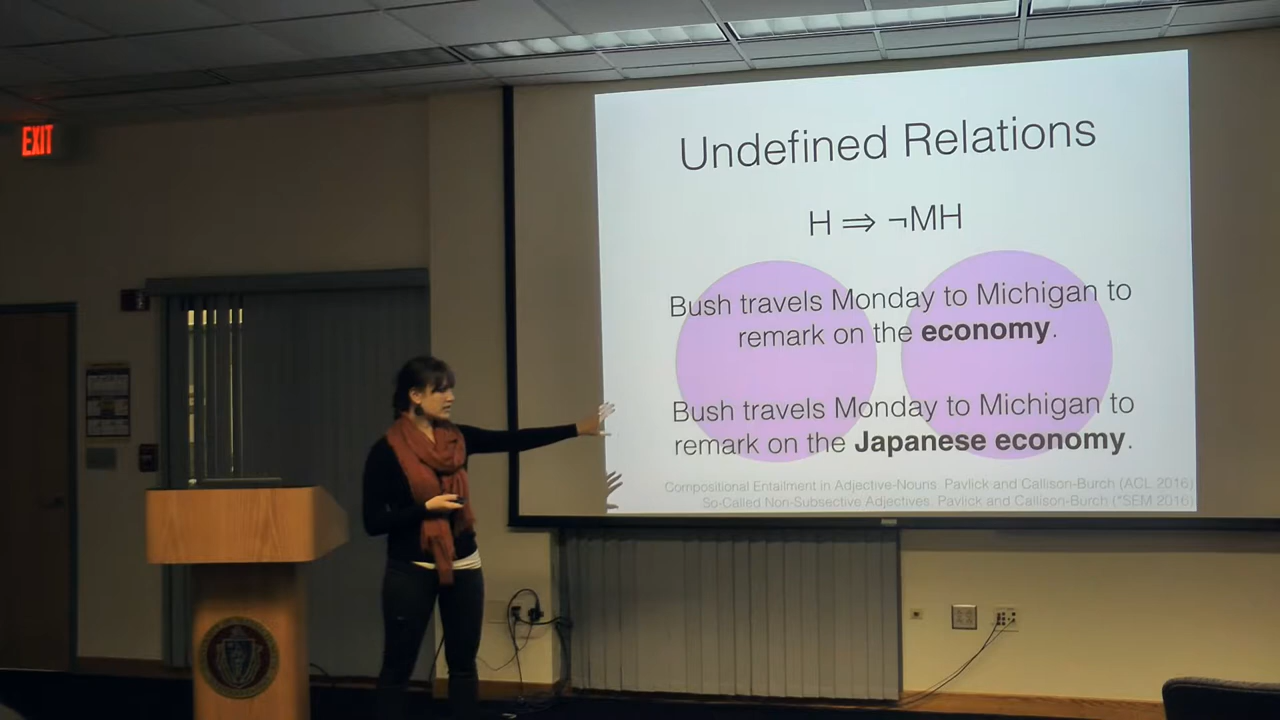 EXIT
Undefined Relations
H ⇒ ¬MH
Bush travels Monday to Michigan to
remark on the economy.
Bush travels Monday to Michigan to
remark on the Japanese economy.
Compositional Entailment in Adjective-Nouns. Pavlick and Callison-Burch (ACL 2016)
So-Called Non-Subsective Adjectives. Pavlick and Callison-Burch (*SEM 2016)